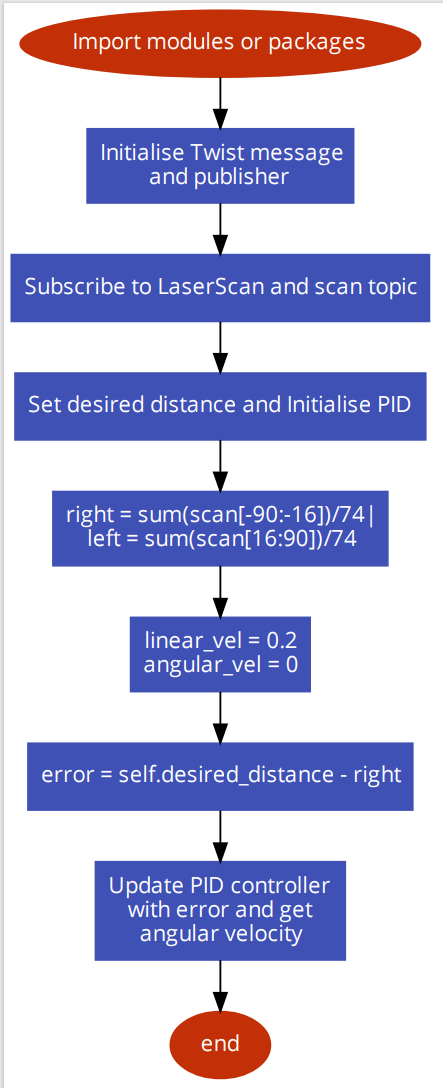 Import modules or packages
Initialise Twist message
and publisher
Subscribe to LaserScan and scan topic
Set desired distance and Initialise PID
right = sum(scan[-90:-16])/74|
left = sum(scan[16:90])/74
linear_vel = 0.2
angular_vel = 0
error = self.desired_distance - right
Update PID controller
with error and get
angular velocity
end